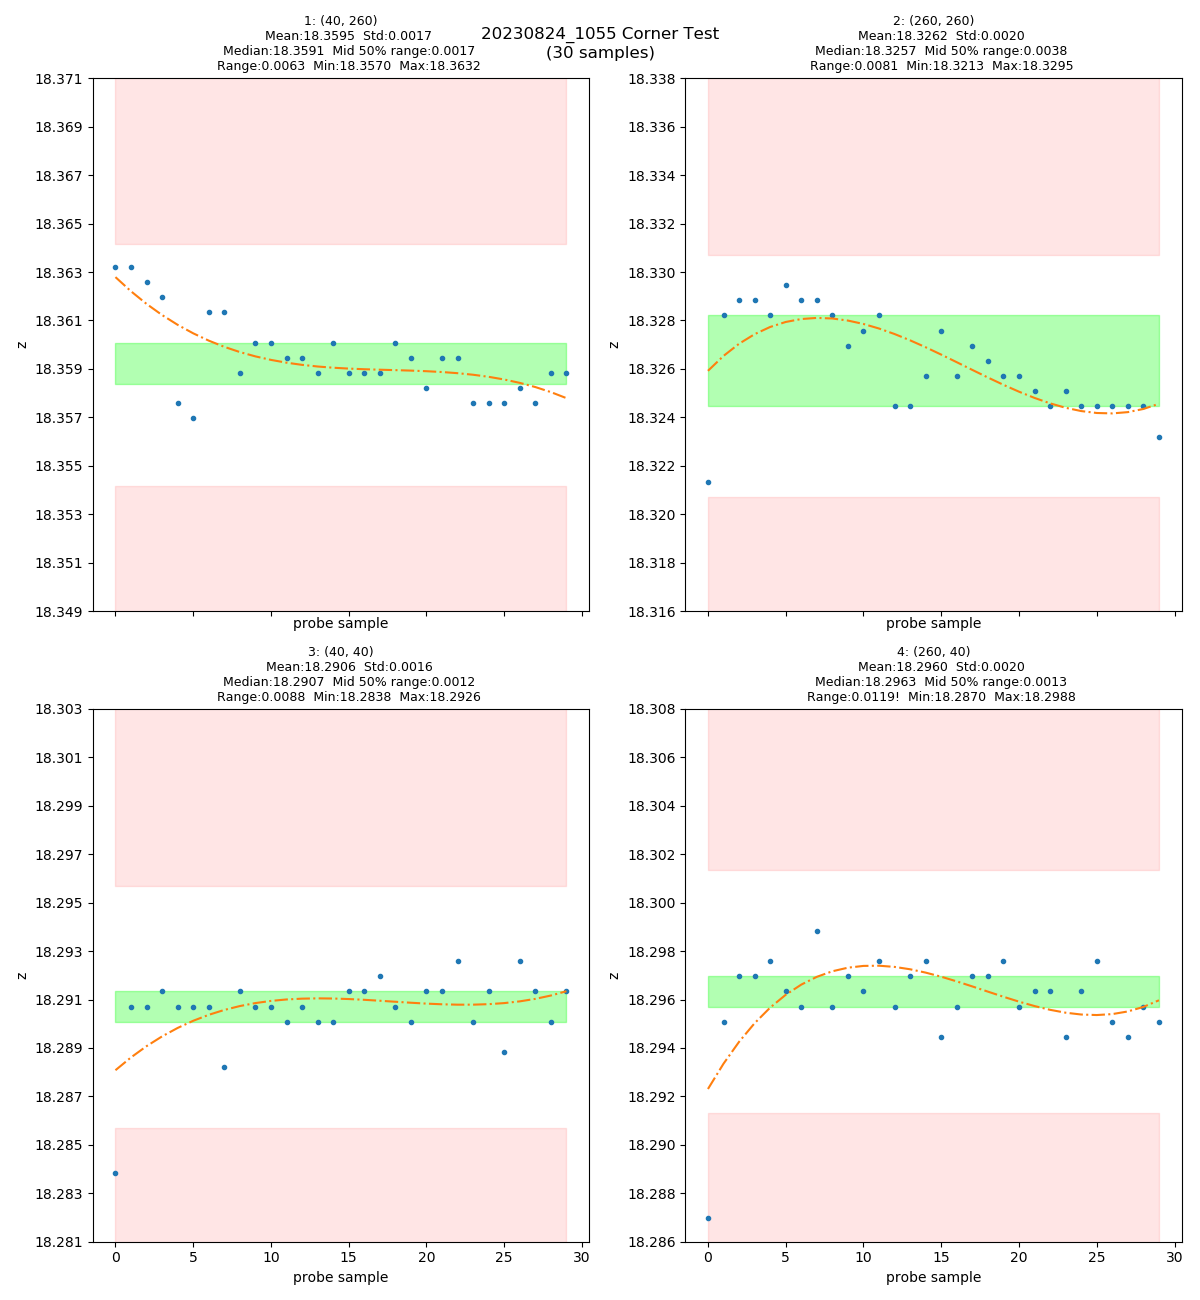 20230824_1055 Corner Test
(30 samples)
1: (40, 260)
Mean:18.3595  Std:0.0017
Median:18.3591  Mid 50% range:0.0017
Range:0.0063  Min:18.3570  Max:18.3632
18.371
18.369
18.367
18.365
18.363
18.361
18.359
18.357
18.355
18.353
18.351
18.349
z
probe sample
2: (260, 260)
Mean:18.3262  Std:0.0020
Median:18.3257  Mid 50% range:0.0038
Range:0.0081  Min:18.3213  Max:18.3295
18.338
18.336
18.334
18.332
18.330
18.328
18.326
18.324
18.322
18.320
18.318
18.316
z
probe sample
3: (40, 40)
Mean:18.2906  Std:0.0016
Median:18.2907  Mid 50% range:0.0012
Range:0.0088  Min:18.2838  Max:18.2926
18.303
18.301
18.299
18.297
18.295
18.293
18.291
18.289
18.287
18.285
18.283
18.281
z
0 5 10 15 20 25 30
probe sample
4: (260, 40)
Mean:18.2960  Std:0.0020
Median:18.2963  Mid 50% range:0.0013
Range:0.0119!  Min:18.2870  Max:18.2988
18.308
18.306
18.304
18.302
18.300
18.298
18.296
18.294
18.292
18.290
18.288
18.286
z
0 5 10 15 20 25 30
probe sample